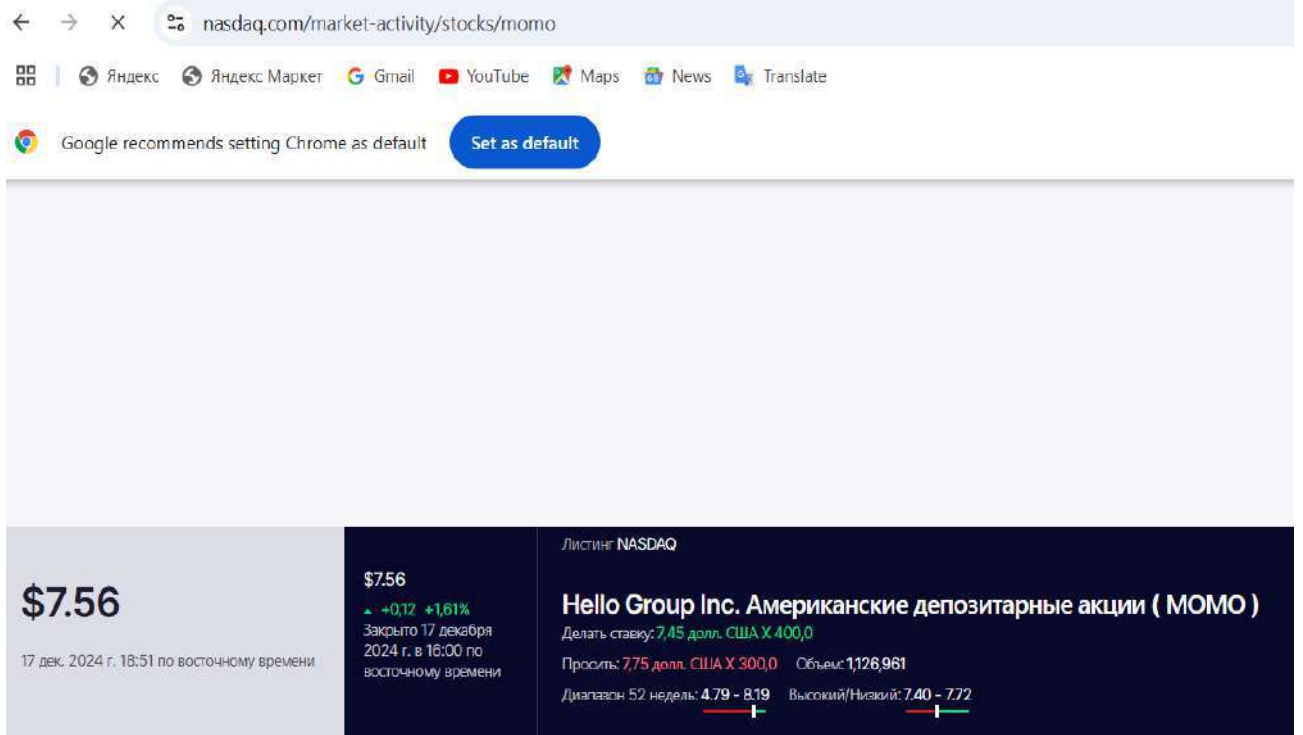 nasdaq.com/market-activity/stocks/momo
Яндекс Яндекс Маркет Gmail YouTube Maps News Translate
Google recommends setting Chrome as default Set as default
Листинг NASDAQ
$7.56
17 дек. 2024 г. 18:51 по восточному времени
$7.56
+0,12 +1,61%
Закрыто 17 декабря
2024 г. в 16:00 по
восточному времени
Hello Group Inc. Американские депозитарные акции ( MOMO )
Делать ставку: 7,45 долл. США X 400,0
Просить: 7,75 долл. США X 300,0 Объем: 1,126,961
Диапазон 52 недель: 4.79 - 8.19 Высокий/Низкий: 7.40 - 7.72